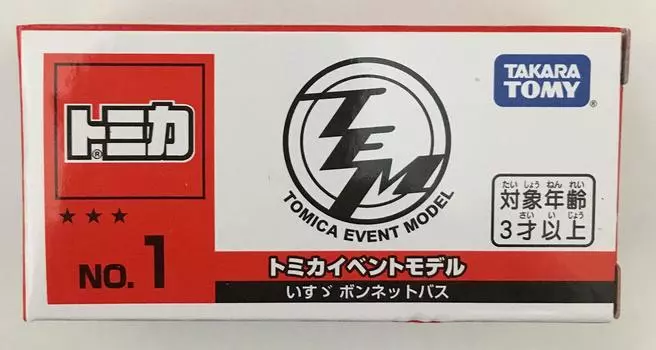 トミカ
®
★★★
NO. 1
TEM
TOMICA EVENT MODEL
トミカイベントモデル
いすゞ ボンネットバス
TAKARA
TOMY®
たい しょう ねん れい
対象年齢
さい い じょう
3才以上